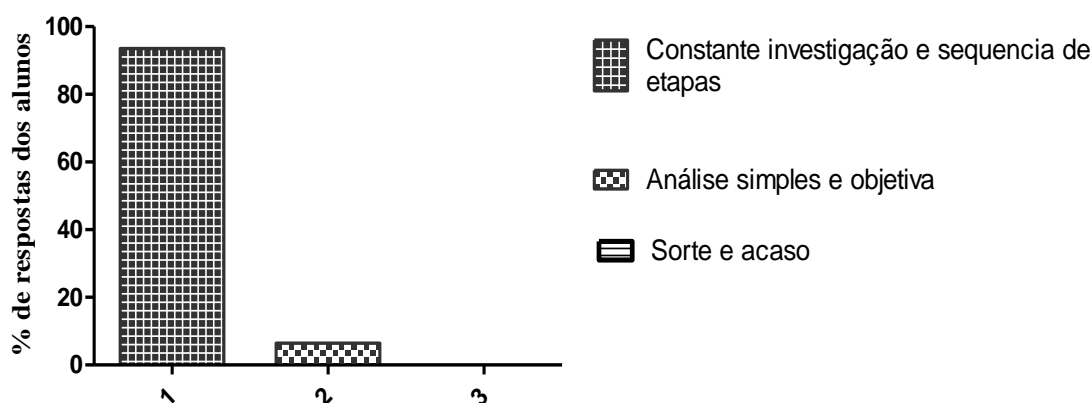 % de respostas dos alunos
100
80
60
40
20
0
1
2
3
Constante investigação e sequencia de
etapas
Análise simples e objetiva
Sorte e acaso